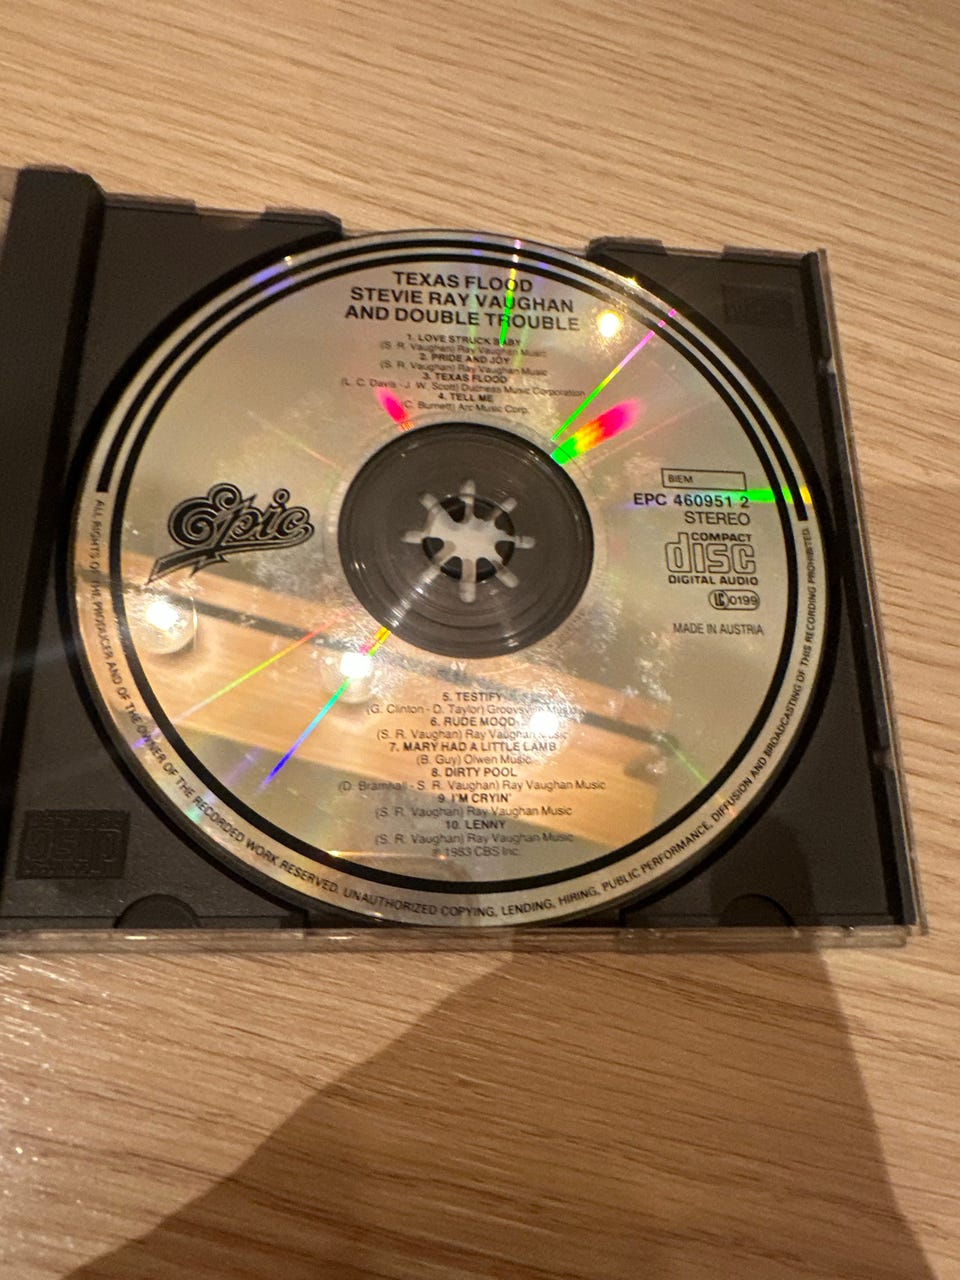 TEXAS FLOOD
STEVIE RAY VAUGHAN
AND DOUBLE TROUBLE
1. LOVE STRUCK BABY
(S. R. Vaughan) Ray Vaughan Music
2. PRIDE AND JOY
(S. R. Vaughan) Ray Vaughan Music
3. TEXAS FLOOD
(L. C. Davis - J. W. Scott) Duchess Music Corporation
4. TELL ME
(C. Burnett) Arc Music Corp.
Epic
BIEM
EPC 460951 2
STEREO
COMPACT
disc
DIGITAL AUDIO
LC 0199
MADE IN AUSTRIA
5. TESTIFY
(G. Clinton - D. Taylor) Groovsville Music
6. RUDE MOOD
(S. R. Vaughan) Ray Vaughan Music
7. MARY HAD A LITTLE LAMB
(B. Guy) Olwen Music
8. DIRTY POOL
(D. Bramhall - S. R. Vaughan) Ray Vaughan Music
9. I'M CRYIN'
(S. R. Vaughan) Ray Vaughan Music
10. LENNY
(S. R. Vaughan) Ray Vaughan Music
℗ 1983 CBS Inc.
ALL RIGHTS OF THE PRODUCER AND OF THE OWNER OF THE RECORDED WORK RESERVED. UNAUTHORIZED COPYING, LENDING, HIRING, PUBLIC PERFORMANCE, DIFFUSION AND BROADCASTING OF THIS RECORDING PROHIBITED.